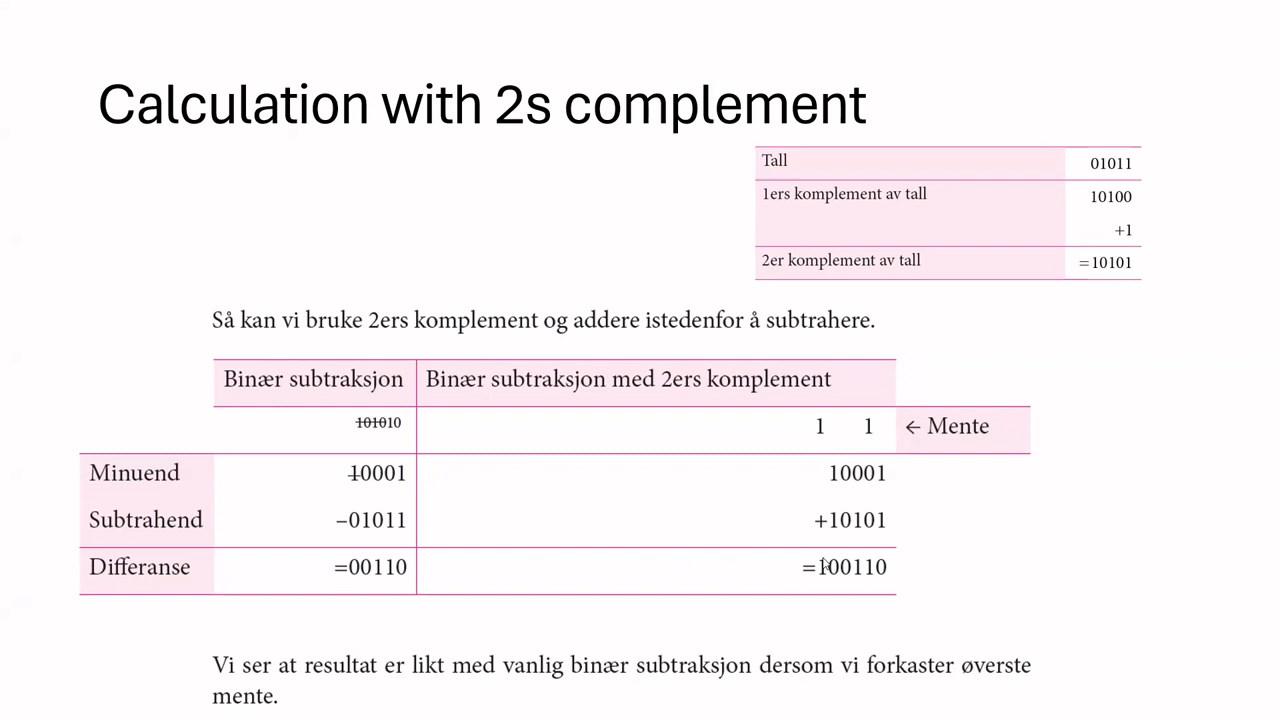 Calculation with 2s complement
Tall 01011
1ers komplement av tall 10100
+1
2er komplement av tall =10101
Så kan vi bruke 2ers komplement og addere istedenfor å subtrahere.
Binær subtraksjon Binær subtraksjon med 2ers komplement
101010 1 1 ← Mente
Minuend 10001 10001
Subtrahend –01011 +10101
Differanse =00110 =100110
Vi ser at resultat er likt med vanlig binær subtraksjon dersom vi forkaster øverste
mente.